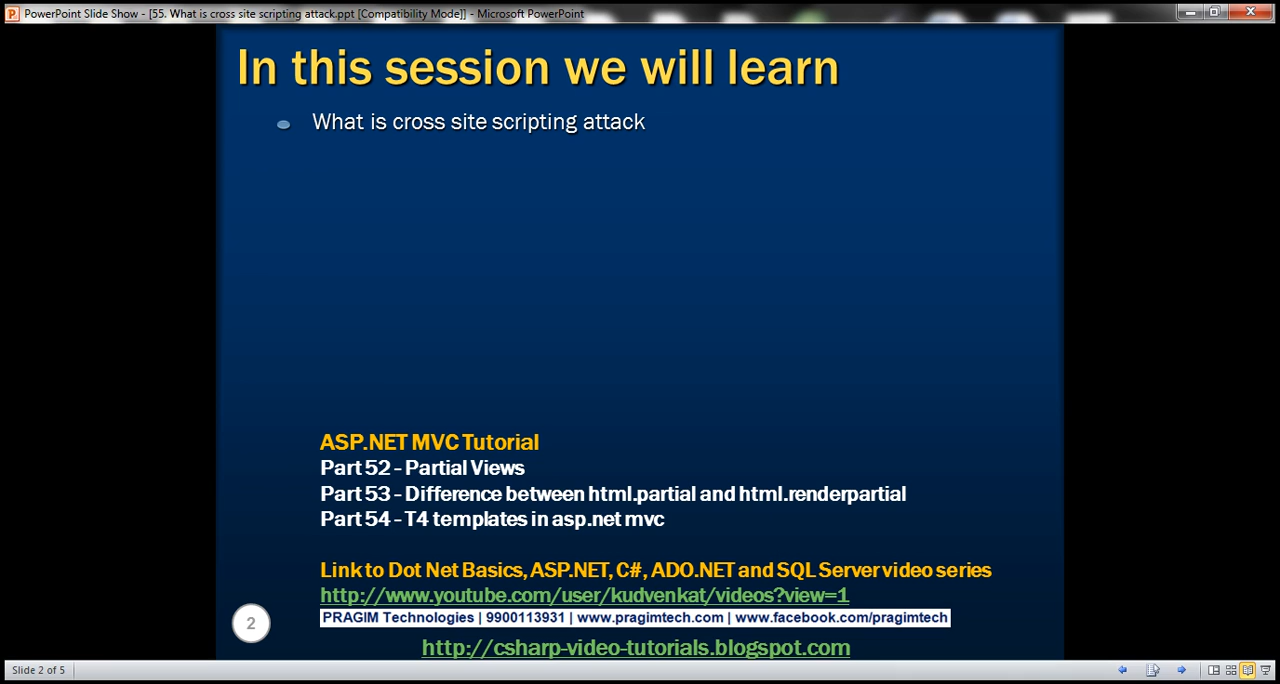 PowerPoint Slide Show - [55. What is cross site scripting attack.ppt [Compatibility Mode]] - Microsoft PowerPoint
In this session we will learn
What is cross site scripting attack
ASP.NET MVC Tutorial
Part 52 - Partial Views
Part 53 - Difference between html.partial and html.renderpartial
Part 54 - T4 templates in asp.net mvc
Link to Dot Net Basics, ASP.NET, C#, ADO.NET and SQL Server video series
http://www.youtube.com/user/kudvenkat/videos?view=1
PRAGIM Technologies | 9900113931 | www.pragimtech.com | www.facebook.com/pragimtech
2
http://csharp-video-tutorials.blogspot.com
Slide 2 of 5